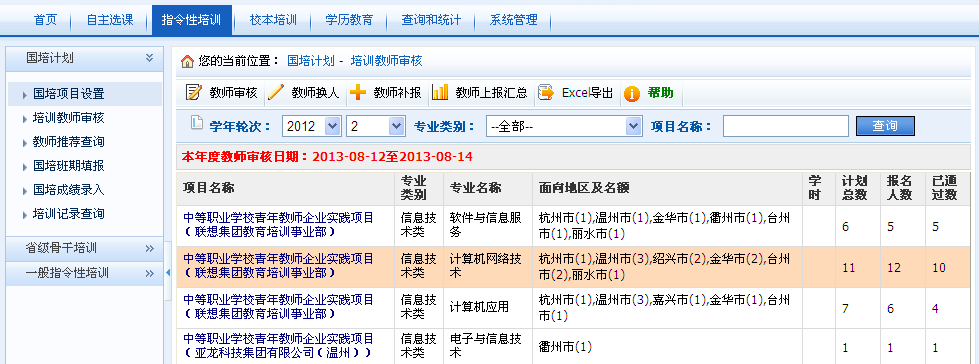 首页 自主选课 指令性培训 校本培训 学历教育 查询和统计 系统管理
国培计划
国培项目设置
培训教师审核
教师推荐查询
国培班期填报
国培成绩录入
培训记录查询
省级骨干培训
一般指令性培训
您的当前位置: 国培计划 - 培训教师审核
教师审核 教师换人 教师补报 教师上报汇总 Excel导出 帮助
学年轮次: 2012 2 专业类别: --全部-- 项目名称: 查询
本年度教师审核日期:2013-08-12至2013-08-14
项目名称 专业类别 专业名称 面向地区及名额 学时 计划总数 报名人数 已通过数
中等职业学校青年教师企业实践项目
(联想集团教育培训事业部)
信息技
术类
软件与信息服
务
杭州市(1),温州市(1),金华市(1),衢州市(1),台州
市(1),丽水市(1)
6 5 5
中等职业学校青年教师企业实践项目
(联想集团教育培训事业部)
信息技
术类
计算机网络技
术
杭州市(1),温州市(3),绍兴市(2),金华市(2),台州
市(2),丽水市(1)
11 12 10
中等职业学校青年教师企业实践项目
(联想集团教育培训事业部)
信息技
术类
计算机应用
杭州市(1),温州市(3),嘉兴市(1),金华市(1),台州
市(1)
7 6 4
中等职业学校青年教师企业实践项目
(亚龙科技集团有限公司(温州))
信息技
术类
电子与信息技
术
衢州市(1)
1 1 1